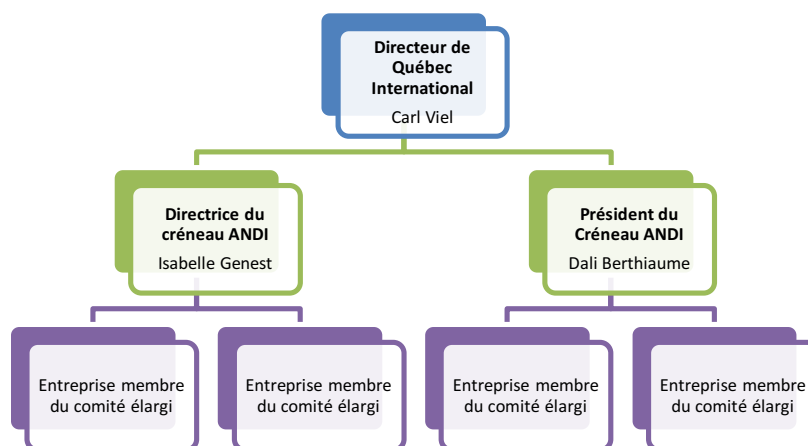 Directeur de
Québec
International
Carl Viel
Directrice du
créneau ANDI
Isabelle Genest
Président du
Créneau ANDI
Dali Berthiaume
Entreprise membre
du comité élargi
Entreprise membre
du comité élargi
Entreprise membre
du comité élargi
Entreprise membre
du comité élargi